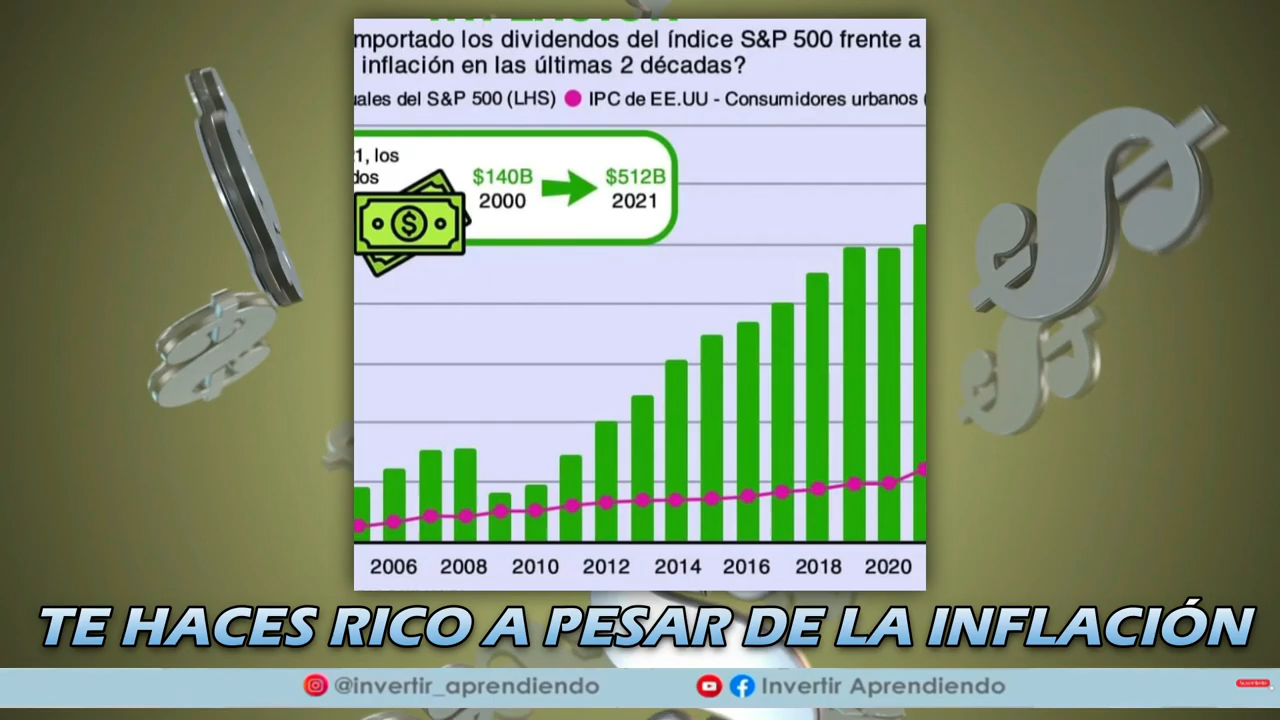 mportado los dividendos del índice S&P 500 frente a
inflación en las últimas 2 décadas?
uales del S&P 500 (LHS) IPC de EE.UU - Consumidores urbanos (
1, los
dos
$140B
2000
$512B
2021
2006 2008 2010 2012 2014 2016 2018 2020
TE HACES RICO A PESAR DE LA INFLACIÓN
@invertir_aprendiendo Invertir Aprendiendo